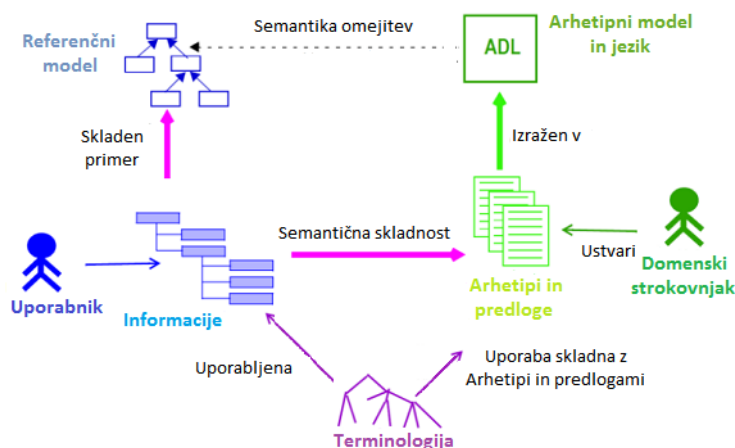 Referenčni
model
Semantika omejitev
ADL
Arhetipni model
in jezik
Skladen
primer
Izražen v
Semantična skladnost
Ustvari
Uporabnik
Informacije
Arhetipi in
predloge
Domenski
strokovnjak
Uporabljena
Uporaba skladna z
Arhetipi in predlogami
Terminologija